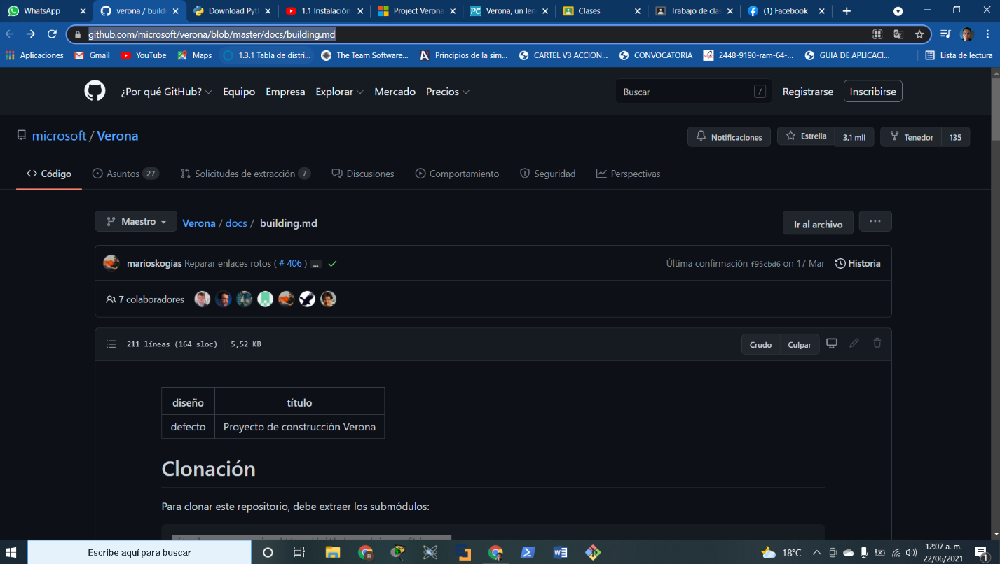 WhatsApp
verona / build
Download Pyt
1.1 Instalación
Project Verona
Verona, un len
Clases
Trabajo de cla
(1) Facebook
github.com/microsoft/verona/blob/master/docs/building.md
Aplicaciones
Gmail
YouTube
Maps
1.3.1 Tabla de distri...
The Team Software...
Principios de la sim...
CARTEL V3 ACCION...
CONVOCATORIA
2448-9190-ram-64-...
GUIA DE APLICACI...
Lista de lectura
¿Por qué GitHub?
Equipo
Empresa
Explorar
Mercado
Precios
Buscar
/
Registrarse
Inscribirse
microsoft / Verona
Notificaciones
Estrella
3,1 mil
Tenedor
135
Código
Asuntos 27
Solicitudes de extracción 7
Discusiones
Comportamiento
Seguridad
Perspectivas
Maestro
Verona / docs / building.md
Ir al archivo
...
marioskogias Reparar enlaces rotos ( # 406 ) ...
Última confirmación f95cbd6 on 17 Mar
Historia
7 colaboradores
211 líneas (164 sloc)
5,52 KB
Crudo
Culpar
diseño
título
defecto
Proyecto de construcción Verona
Clonación
Para clonar este repositorio, debe extraer los submódulos:
Escribe aquí para buscar
18°C
12:07 a. m.
22/06/2021
1